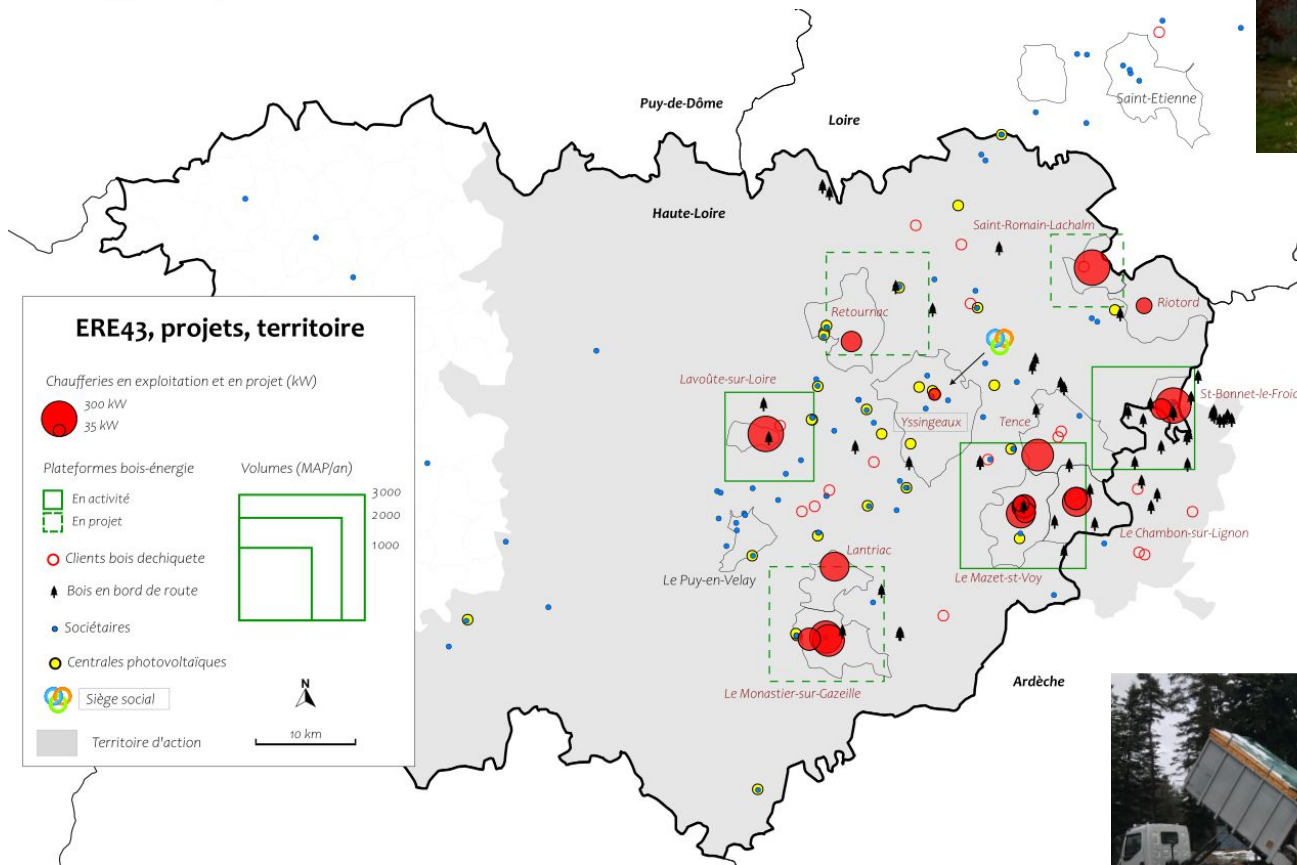 Puy-de-Dôme
Loire
Saint-Etienne
Haute-Loire
Saint-Romain-Lachalm
Riotord
Retournac
Lavoûte-sur-Loire
St-Bonnet-le-Froid
Yssingeaux
Tence
Le Chambon-sur-Lignon
Le Mazet-st-Voy
Le Puy-en-Velay
Lantriac
Le Monastier-sur-Gazeille
Ardèche
ERE43, projets, territoire
Chaufferies en exploitation et en projet (kW)
300 kW
35 kW
Plateformes bois-énergie
En activité
En projet
Volumes (MAP/an)
3000
2000
1000
Clients bois dechiquete
Bois en bord de route
Sociétaires
Centrales photovoltaïques
Siège social
Territoire d'action
N
10 km